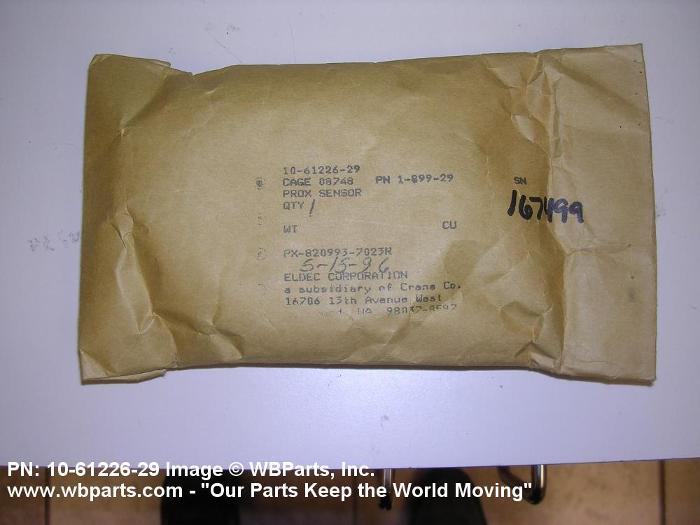 10-61226-29
CAGE 08748 PN 1-899-29
PROX SENSOR
QTY 1
SN
167499
WT CU
PX-820993-7023R
5-15-96
ELDEC CORPORATION
a subsidiary of Crane Co.
16706 13th Avenue West
PN: 10-61226-29 Image © WBParts, Inc.
www.wbparts.com - "Our Parts Keep the World Moving"